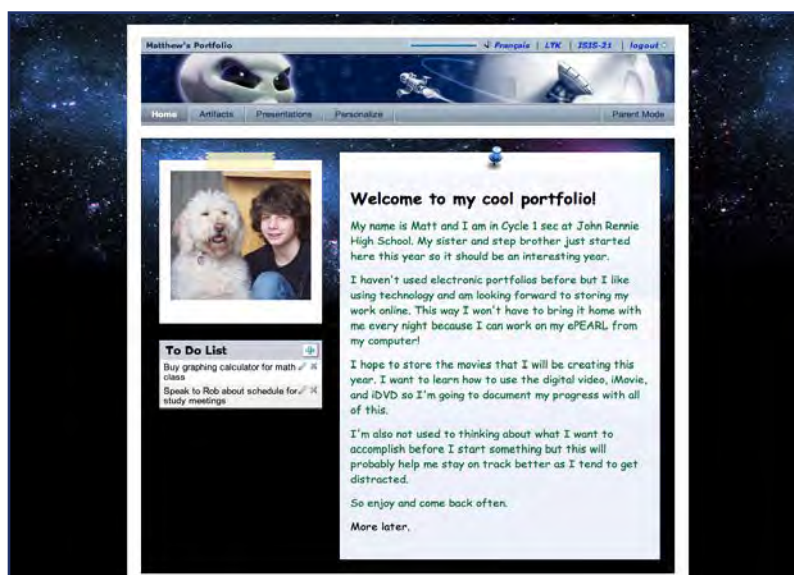 Matthew's Portfolio
Français | LTK | ISIS-21 | logout
Home Artifacts Presentations Personalize Parent Mode
To Do List
Buy graphing calculator for math
class
Speak to Rob about schedule for
study meetings
Welcome to my cool portfolio!
My name is Matt and I am in Cycle 1 sec at John Rennie
High School. My sister and step brother just started
here this year so it should be an interesting year.
I haven't used electronic portfolios before but I like
using technology and am looking forward to storing my
work online. This way I won't have to bring it home with
me every night because I can work on my ePEARL from
my computer!
I hope to store the movies that I will be creating this
year. I want to learn how to use the digital video, iMovie,
and iDVD so I'm going to document my progress with all
of this.
I'm also not used to thinking about what I want to
accomplish before I start something but this will
probably help me stay on track better as I tend to get
distracted.
So enjoy and come back often.
More later.